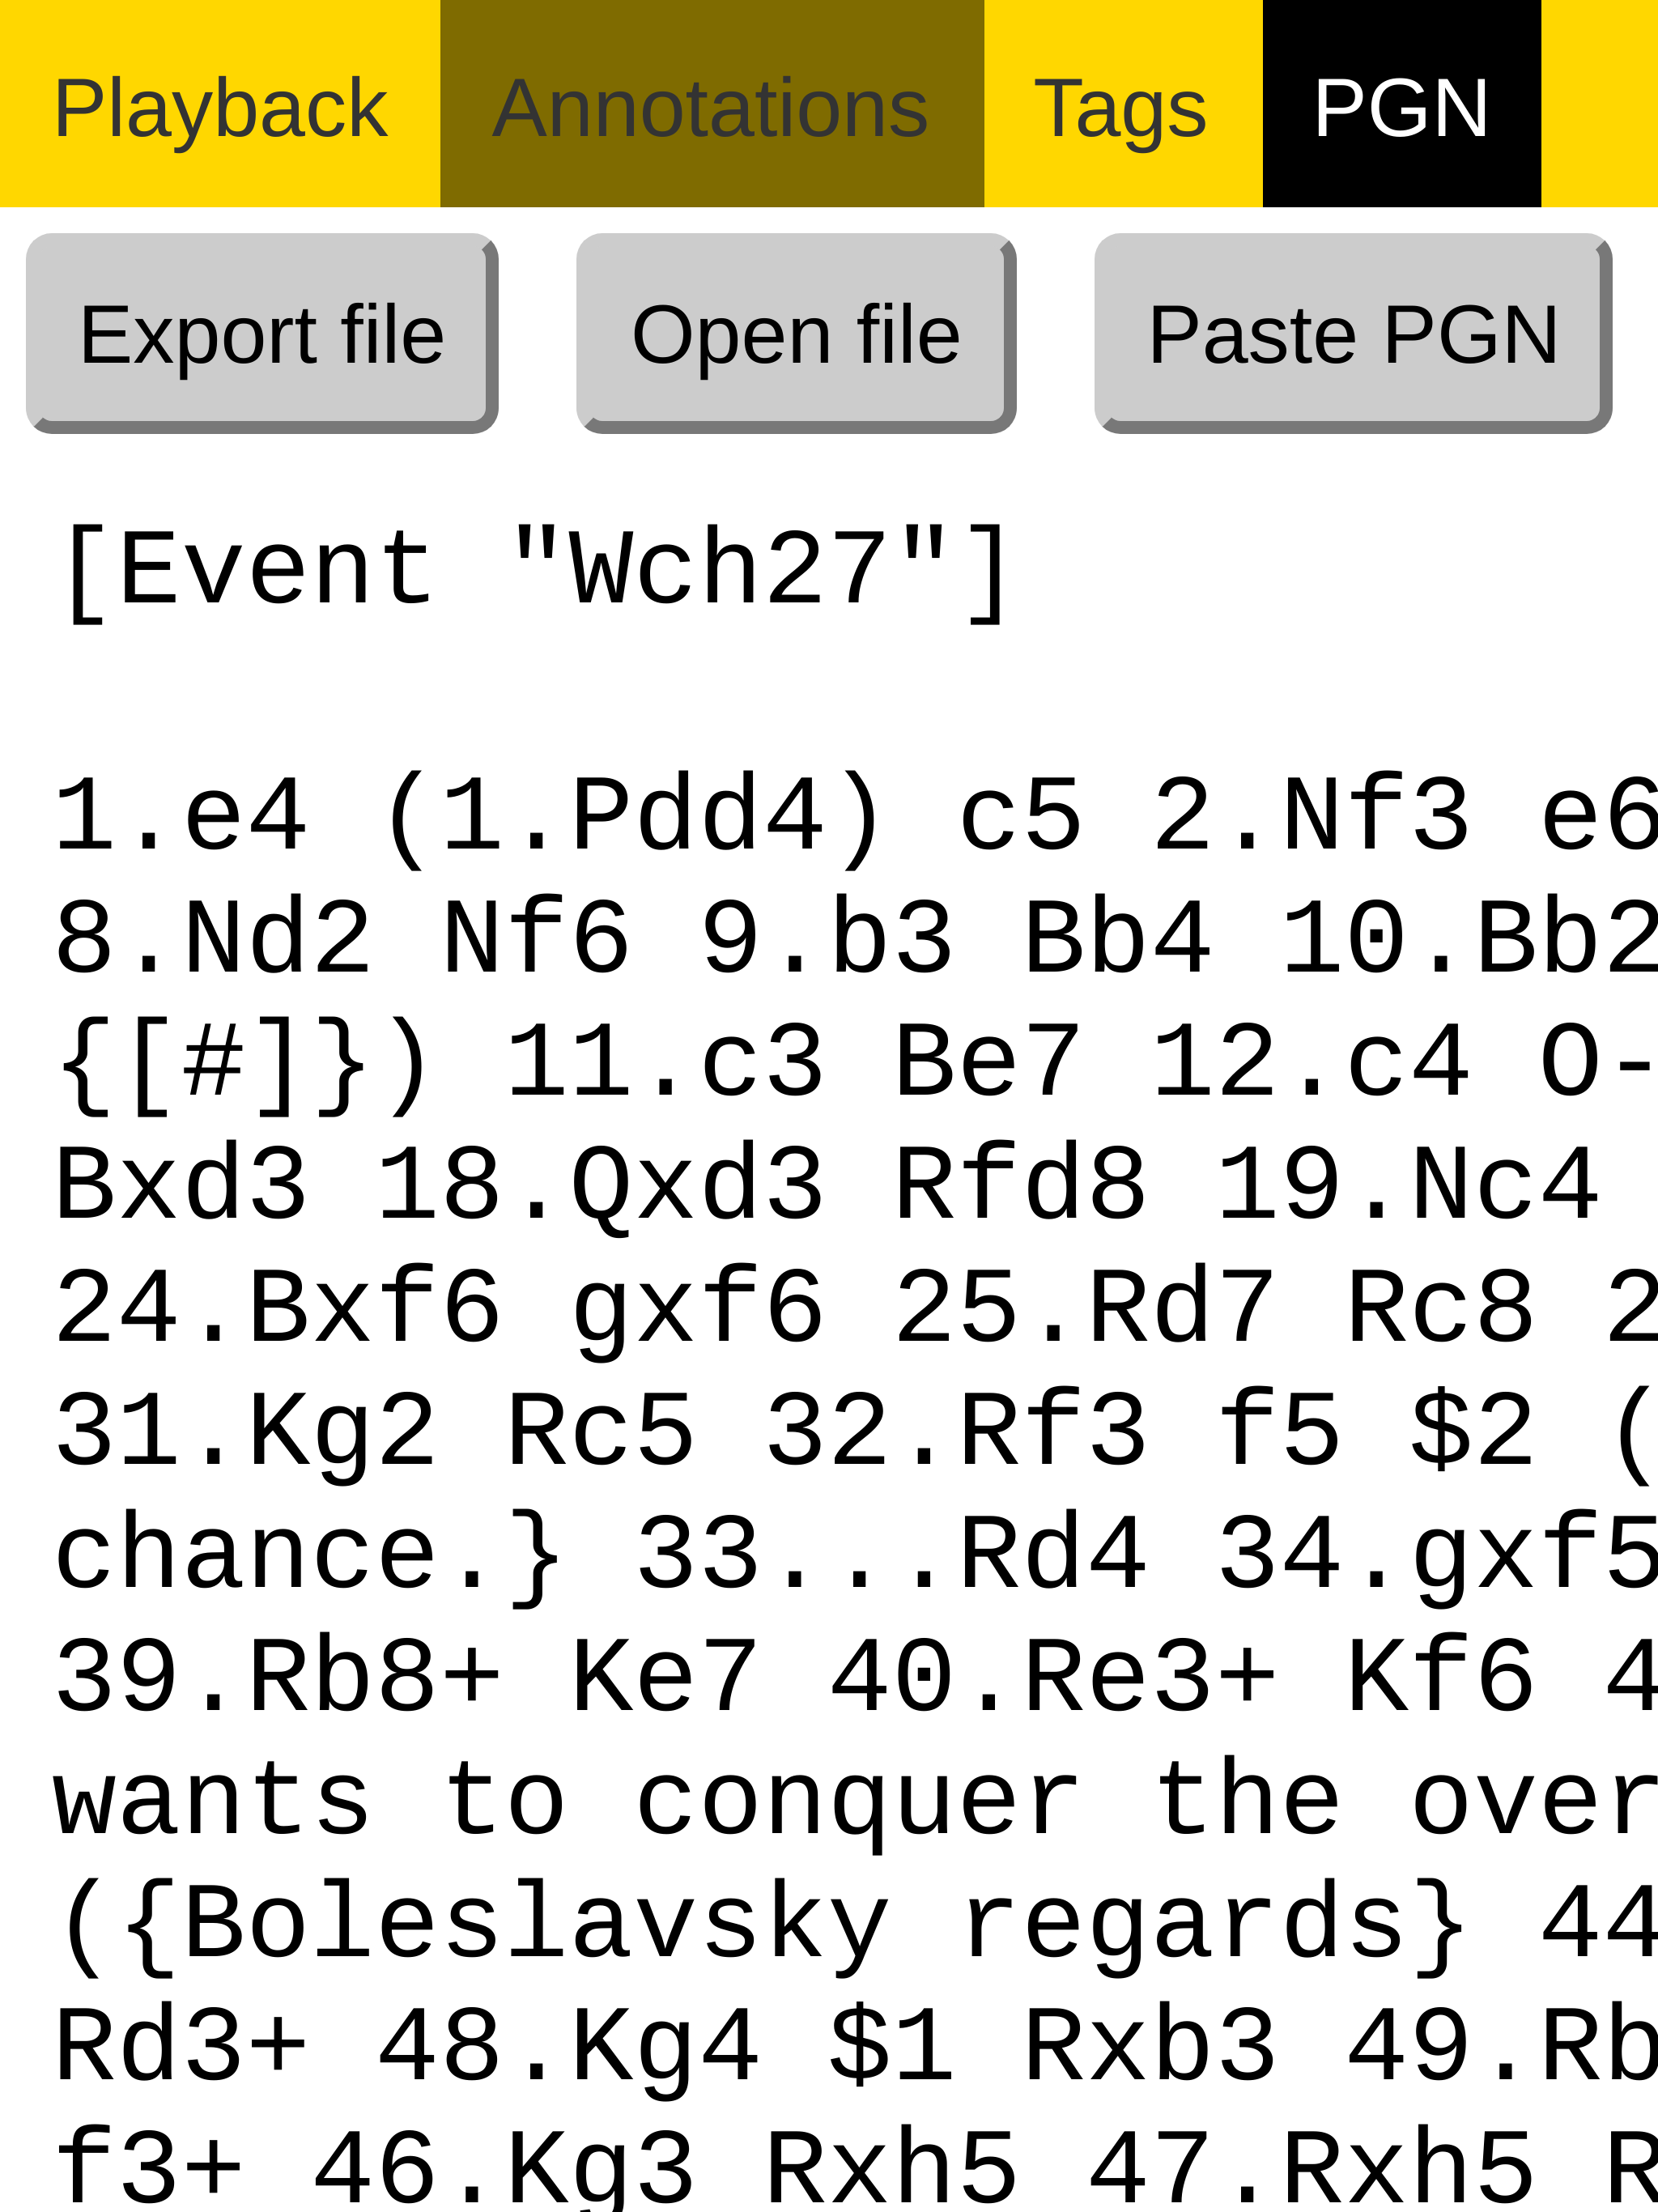 Playback Annotations Tags PGN
Export file Open file Paste PGN
[Event "Wch27"]
1.e4 (1.Pdd4) c5 2.Nf3 e6
8.Nd2 Nf6 9.b3 Bb4 10.Bb2
{[#]}) 11.c3 Be7 12.c4 O-
Bxd3 18.Qxd3 Rfd8 19.Nc4
24.Bxf6 gxf6 25.Rd7 Rc8 2
31.Kg2 Rc5 32.Rf3 f5 $2 (
chance.} 33...Rd4 34.gxf5
39.Rb8+ Ke7 40.Re3+ Kf6 4
wants to conquer the over
({Boleslavsky regards} 44
Rd3+ 48.Kg4 $1 Rxb3 49.Rb
f3+ 46.Kg3 Rxh5 47.Rxh5 R